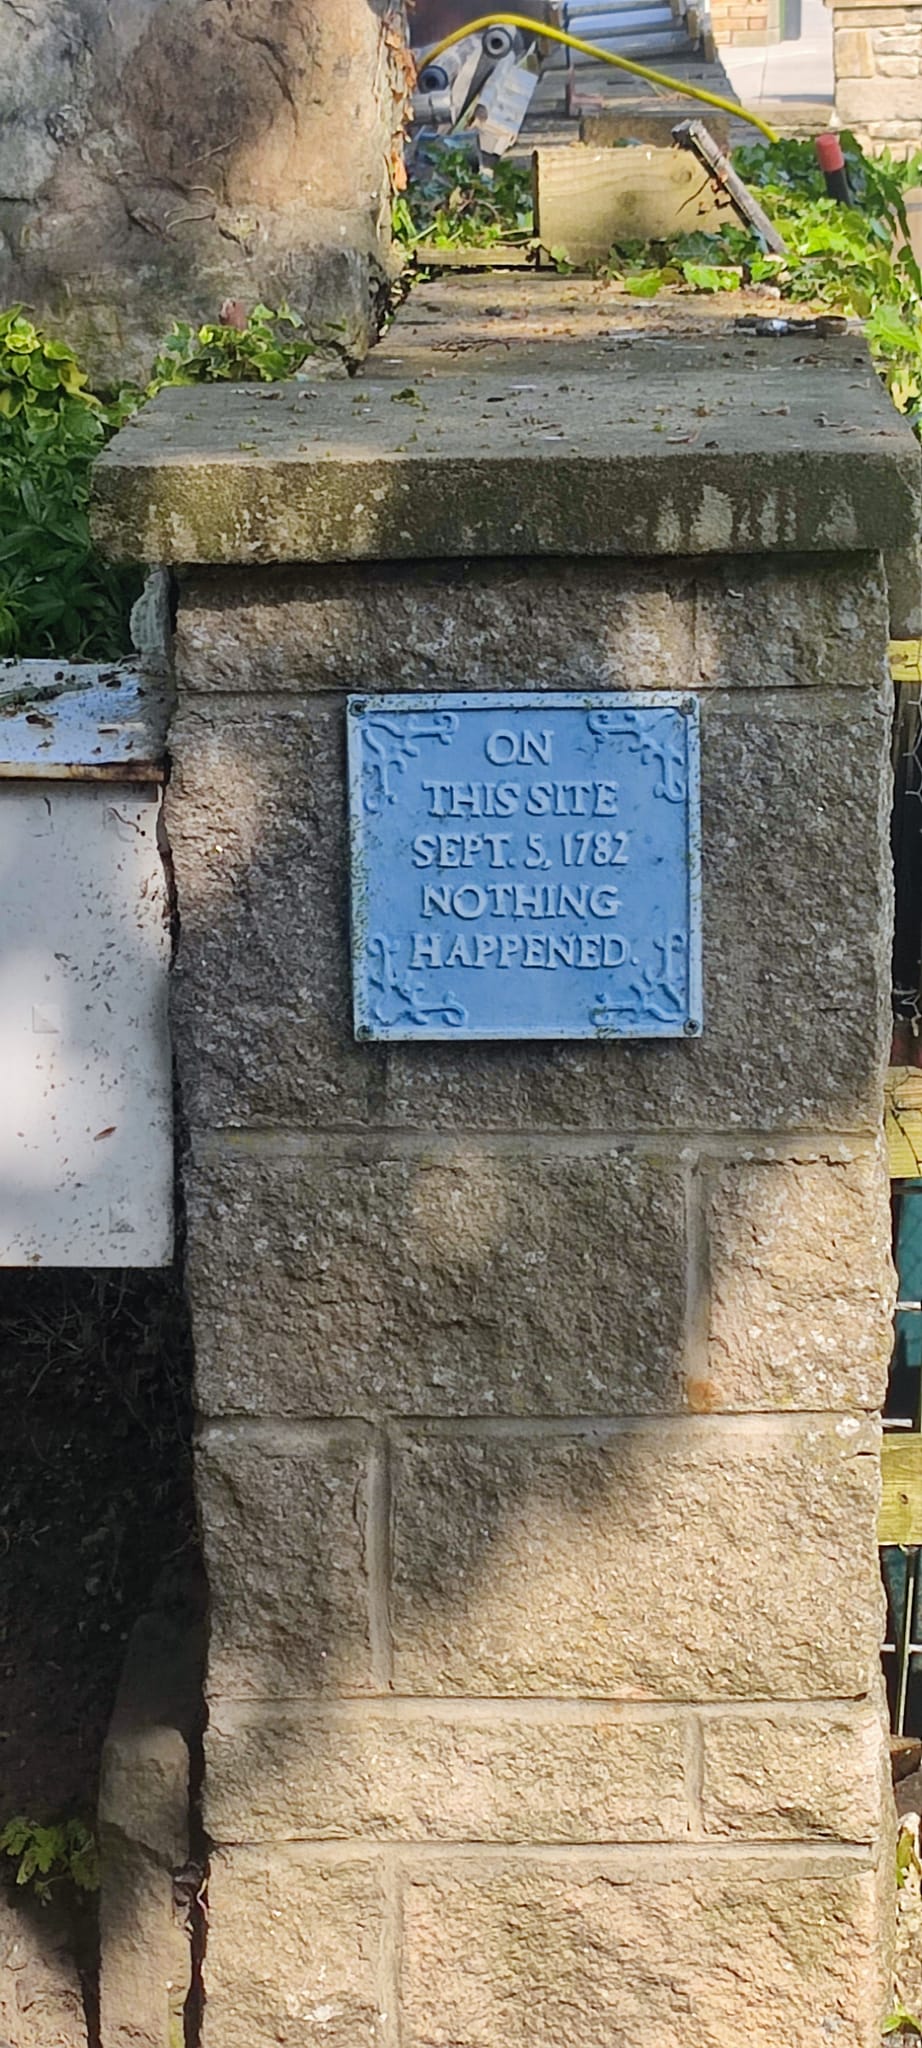 ON
THIS SITE
SEPT. 5, 1782
NOTHING
HAPPENED.